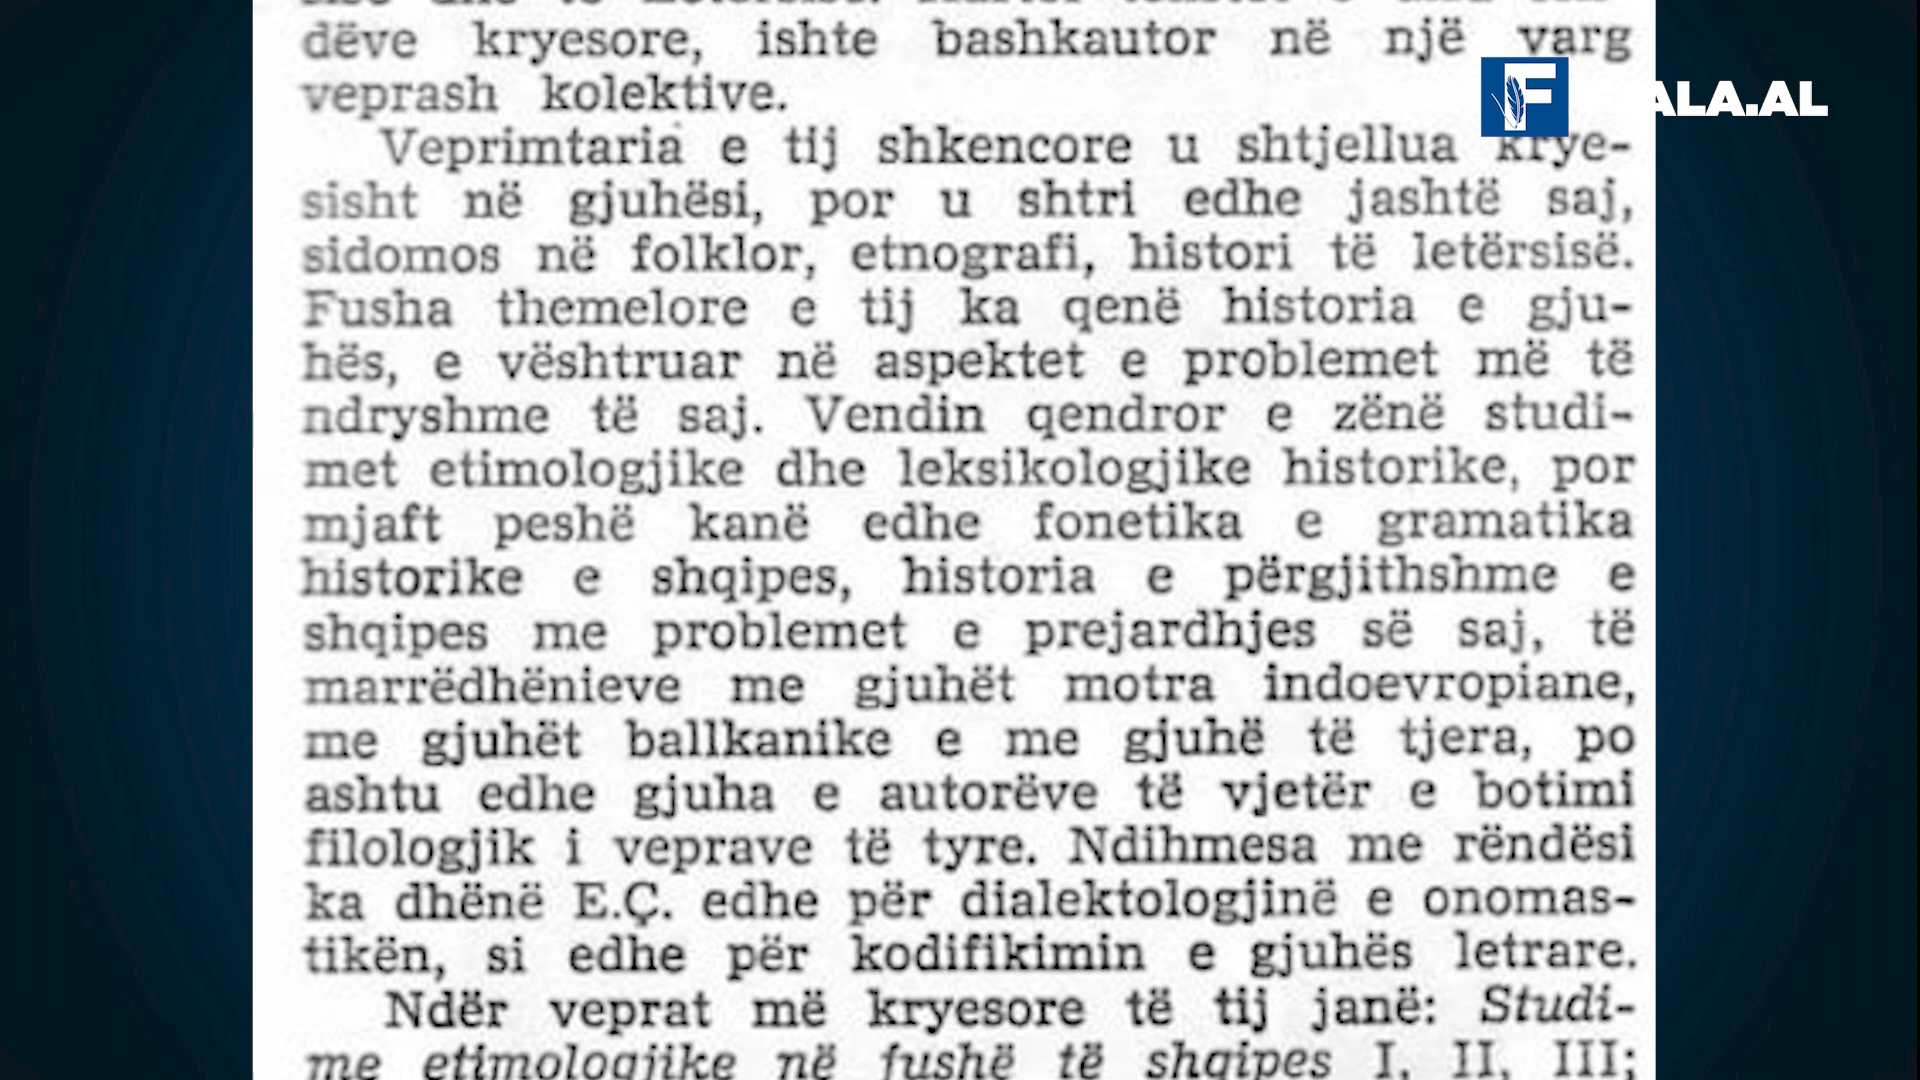 dëve kryesore, ishte bashkautor në një varg
veprash kolektive.
F ALA.AL
Veprimtaria e tij shkencore u shtjellua krye-
sisht në gjuhësi, por u shtri edhe jashtë saj,
sidomos në folklor, etnografi, histori të letërsisë.
Fusha themelore e tij ka qenë historia e gju-
hës, e vështruar në aspektet e problemet më të
ndryshme të saj. Vendin qendror e zënë studi-
met etimologjike dhe leksikologjike historike, por
mjaft peshë kanë edhe fonetika e gramatika
historike e shqipes, historia e përgjithshme e
shqipes me problemet e prejardhjes së saj, të
marrëdhënieve me gjuhët motra indoevropiane,
me gjuhët ballkanike e me gjuhë të tjera, po
ashtu edhe gjuha e autorëve të vjetër e botimi
filologjik i veprave të tyre. Ndihmesa me rëndësi
ka dhënë E.Ç. edhe për dialektologjinë e onomas-
tikën, si edhe për kodifikimin e gjuhës letrare.
Ndër veprat më kryesore të tij janë: Studi-
me etimologjike në fushë të shqipes I, II, III;